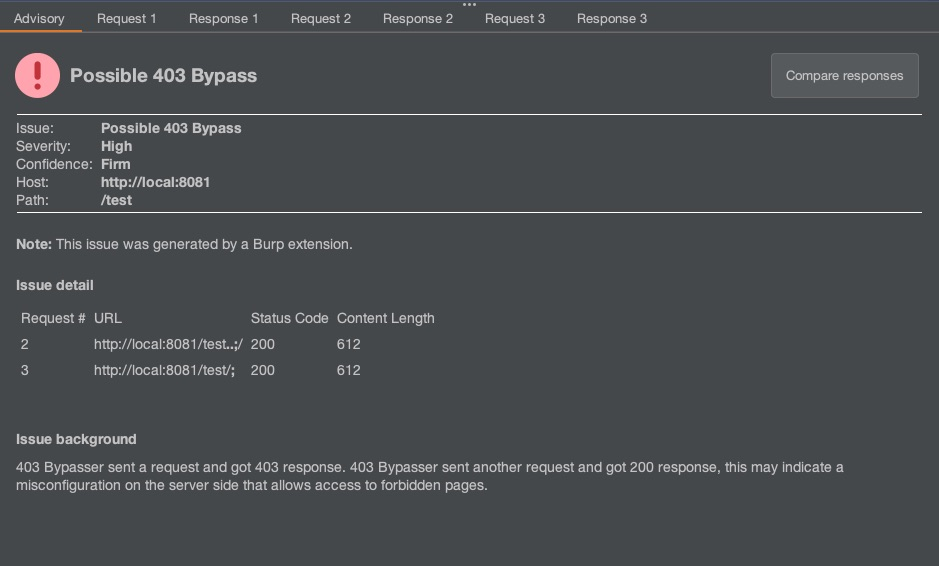 Advisory Request 1 Response 1 Request 2 Response 2 Request 3 Response 3
Possible 403 Bypass
Compare responses
Issue: Possible 403 Bypass
Severity: High
Confidence: Firm
Host: http://local:8081
Path: /test
Note: This issue was generated by a Burp extension.
Issue detail
Request # URL Status Code Content Length
2 http://local:8081/test..;/ 200 612
3 http://local:8081/test/; 200 612
Issue background
403 Bypasser sent a request and got 403 response. 403 Bypasser sent another request and got 200 response, this may indicate a
misconfiguration on the server side that allows access to forbidden pages.